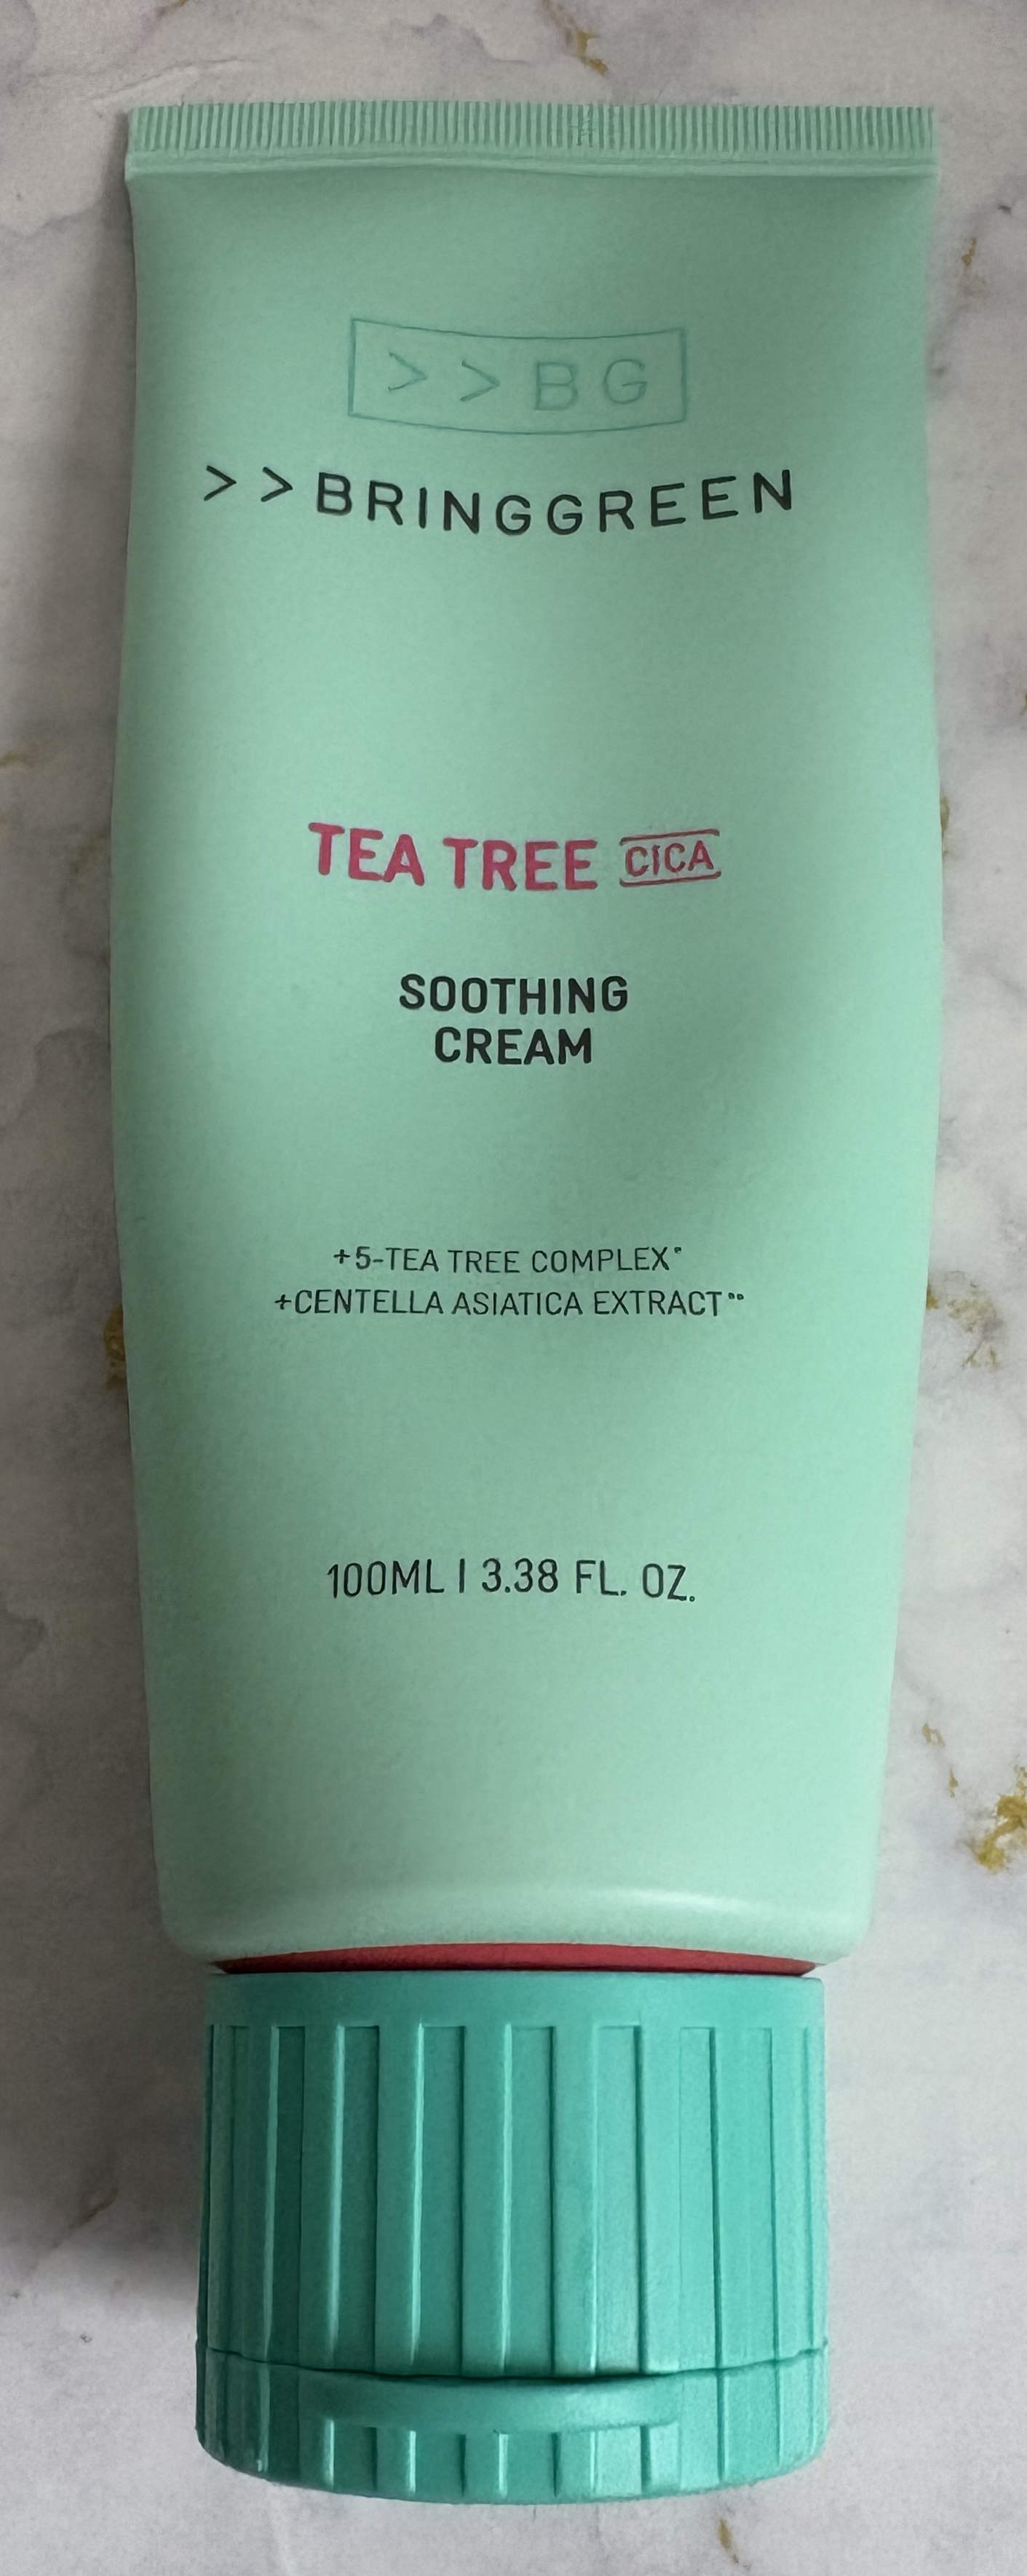 >>BG
>>BRINGGREEN
TEA TREE CICA
SOOTHING
CREAM
+5-TEA TREE COMPLEX*
+CENTELLA ASIATICA EXTRACT**
100ML | 3.38 FL. OZ.